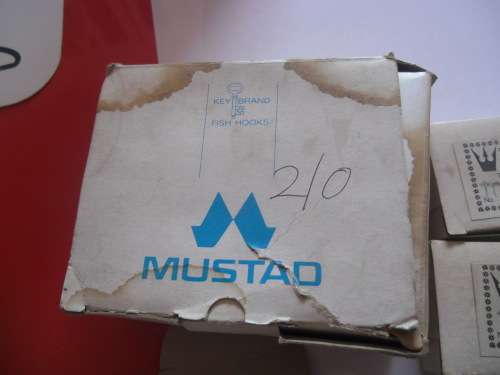 KEY BRAND
FISH HOOKS
2/0
MUSTAD